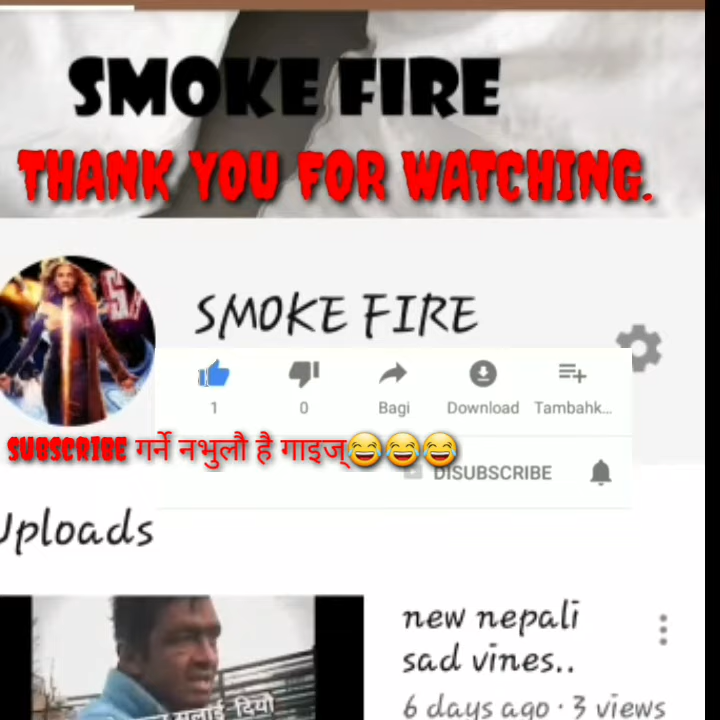 SMOKE FIRE
THANK YOU FOR WATCHING.
SMOKE FIRE
1 0 Bagi Download Tambahk...
SUBSCRIBE गर्ने नभुलौ है गाइज्😂😂😂
DISUBSCRIBE
Uploads
new nepali
sad vines..
6 days ago · 3 views
मलाई दियो